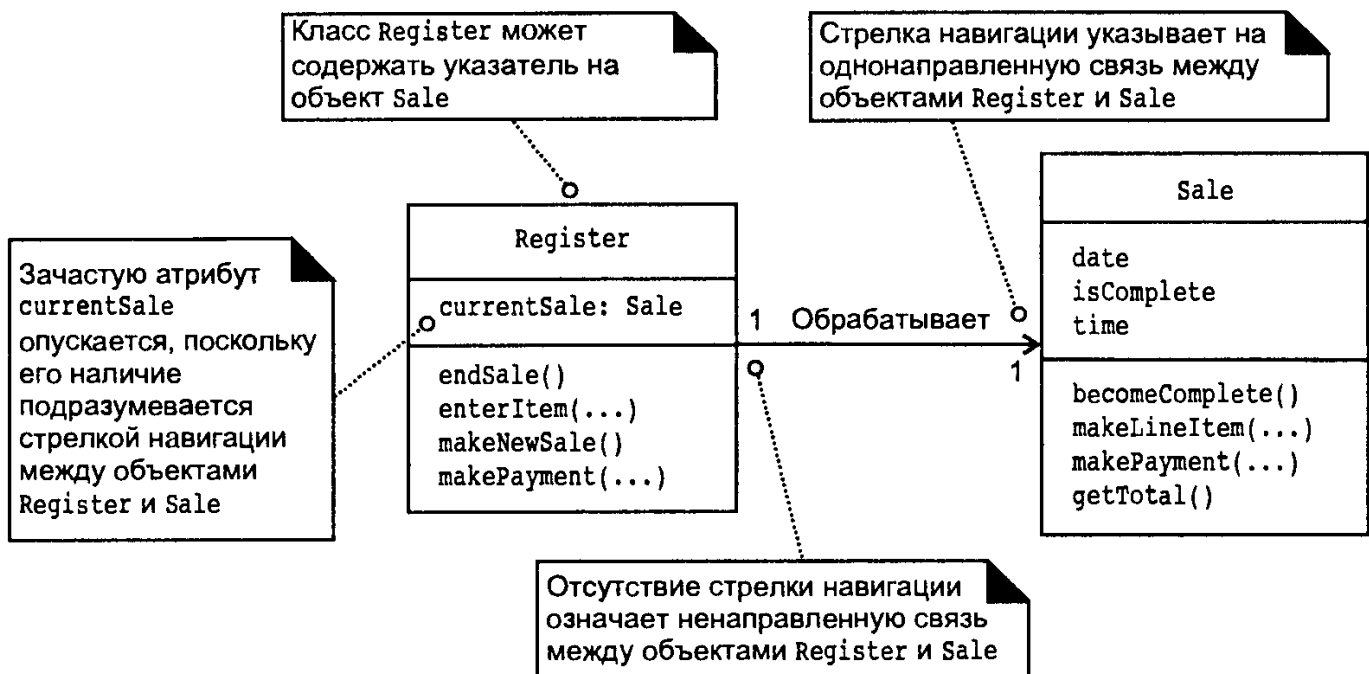 Класс Register может
содержать указатель на
объект Sale
Стрелка навигации указывает на
однонаправленную связь между
объектами Register и Sale
Зачастую атрибут
currentSale
опускается, поскольку
его наличие
подразумевается
стрелкой навигации
между объектами
Register и Sale
Register
currentSale: Sale
endSale()
enterItem(...)
makeNewSale()
makePayment(...)
1 Обрабатывает
1
Sale
date
isComplete
time
becomeComplete()
makeLineItem(...)
makePayment(...)
getTotal()
Отсутствие стрелки навигации
означает ненаправленную связь
между объектами Register и Sale